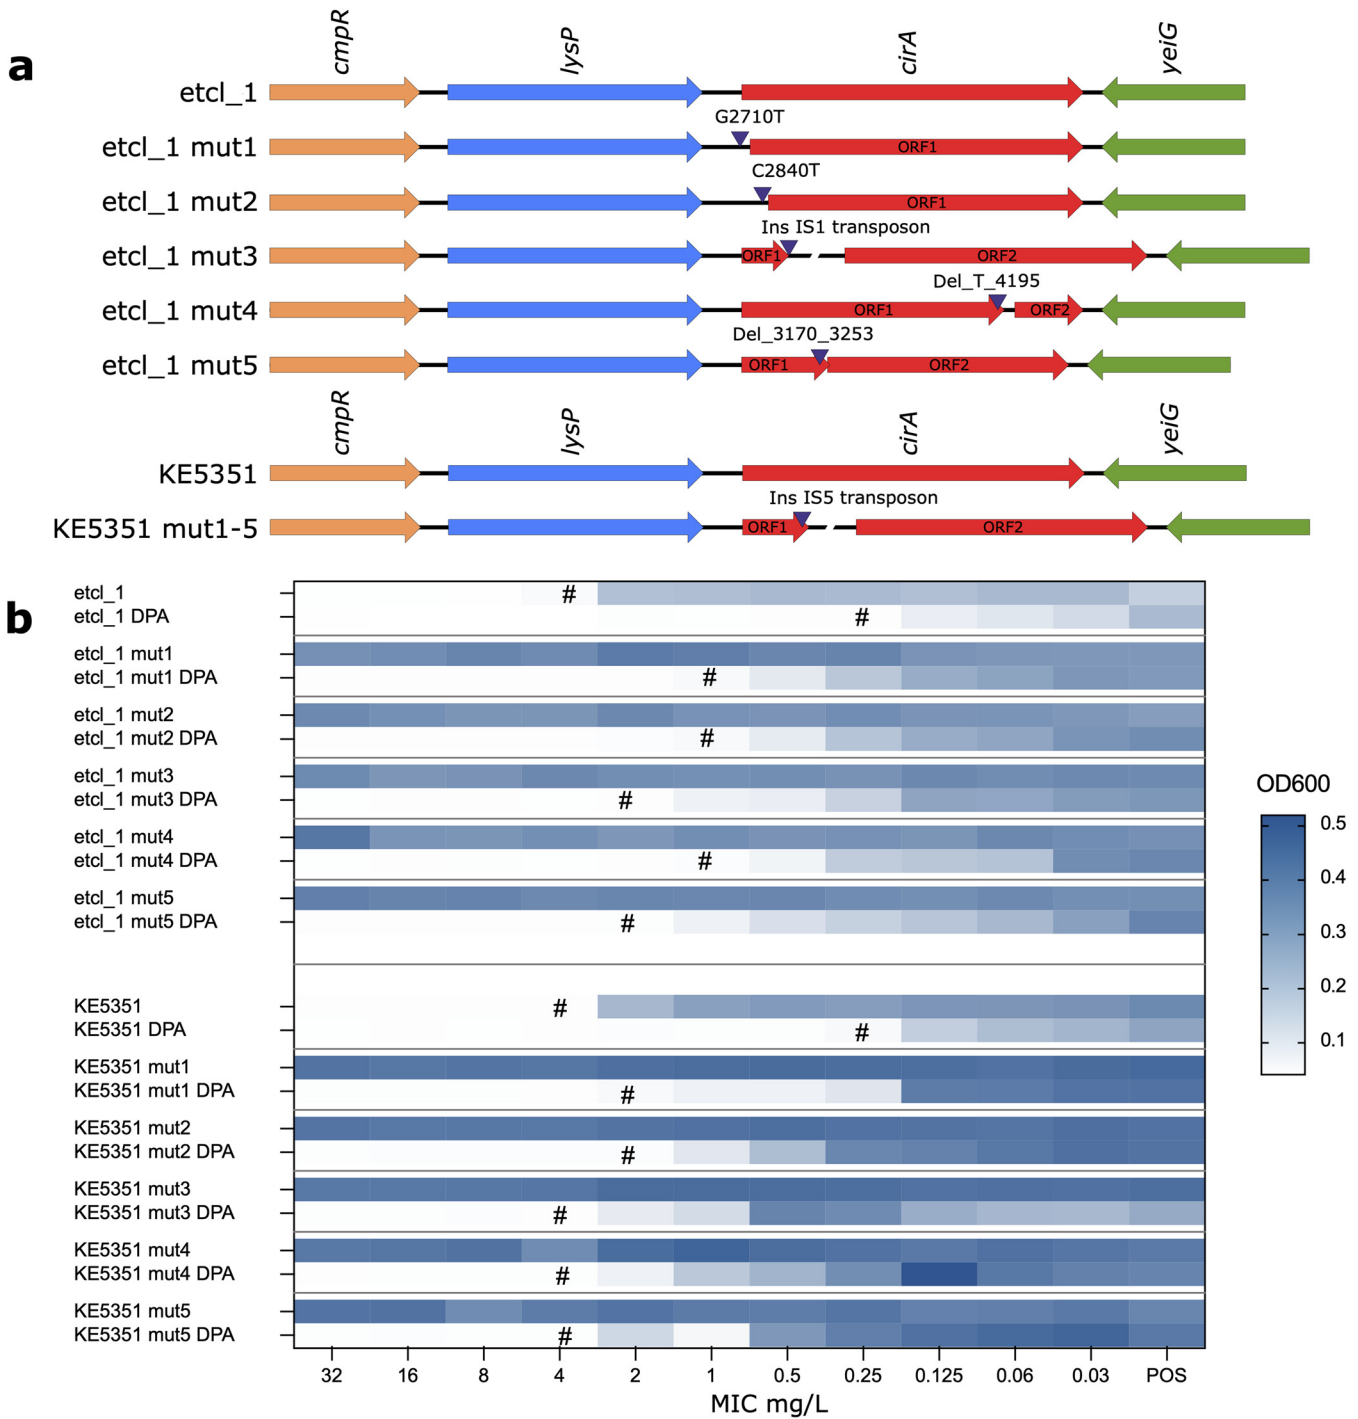 a
cmpR lysP cirA yeiG
etcl_1
G2710T
etcl_1 mut1 ORF1
C2840T
etcl_1 mut2 ORF1
Ins IS1 transposon
etcl_1 mut3 ORF1 ORF2
Del_T_4195
etcl_1 mut4 ORF1 ORF2
Del_3170_3253
etcl_1 mut5 ORF1 ORF2
cmpR lysP cirA yeiG
KE5351
Ins IS5 transposon
KE5351 mut1-5 ORF1 ORF2
b
etcl_1 #
etcl_1 DPA #
etcl_1 mut1
etcl_1 mut1 DPA #
etcl_1 mut2
etcl_1 mut2 DPA #
etcl_1 mut3
etcl_1 mut3 DPA #
etcl_1 mut4
etcl_1 mut4 DPA #
etcl_1 mut5
etcl_1 mut5 DPA #
KE5351 #
KE5351 DPA #
KE5351 mut1
KE5351 mut1 DPA #
KE5351 mut2
KE5351 mut2 DPA #
KE5351 mut3
KE5351 mut3 DPA #
KE5351 mut4
KE5351 mut4 DPA #
KE5351 mut5
KE5351 mut5 DPA #
32 16 8 4 2 1 0.5 0.25 0.125 0.06 0.03 POS
MIC mg/L
OD600
0.5
0.4
0.3
0.2
0.1